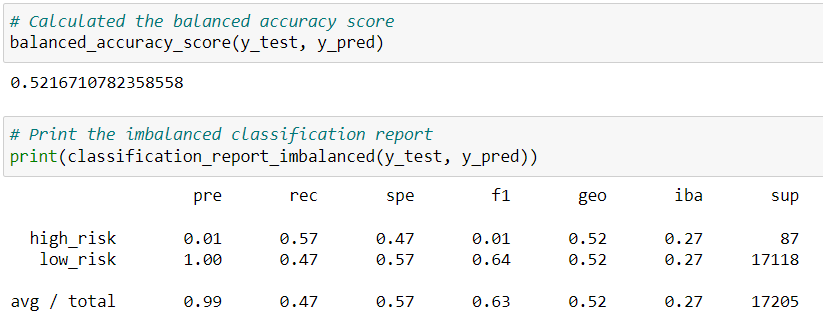 # Calculated the balanced accuracy score
balanced_accuracy_score(y_test, y_pred)
0.5216710782358558
# Print the imbalanced classification report
print(classification_report_imbalanced(y_test, y_pred))
pre rec spe f1 geo iba sup
high_risk 0.01 0.57 0.47 0.01 0.52 0.27 87
low_risk 1.00 0.47 0.57 0.64 0.52 0.27 17118
avg / total 0.99 0.47 0.57 0.63 0.52 0.27 17205